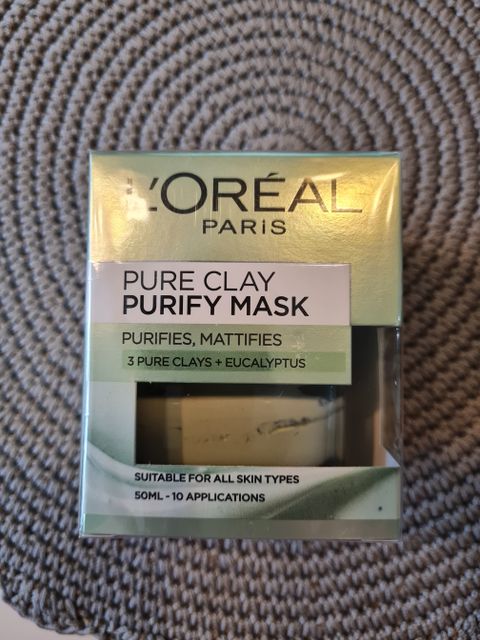 L'ORÉAL
PARiS
PURE CLAY
PURIFY MASK
PURIFIES, MATTIFIES
3 PURE CLAYS + EUCALYPTUS
SUITABLE FOR ALL SKIN TYPES
50ML - 10 APPLICATIONS